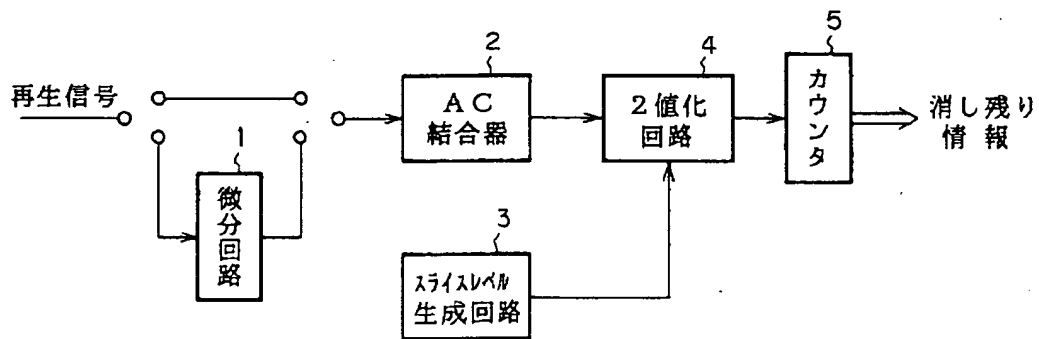 再生信号
1
微分回路
2
AC
結合器
3
スライスレベル
生成回路
4
2値化
回路
5
カウンタ
消し残り
情報